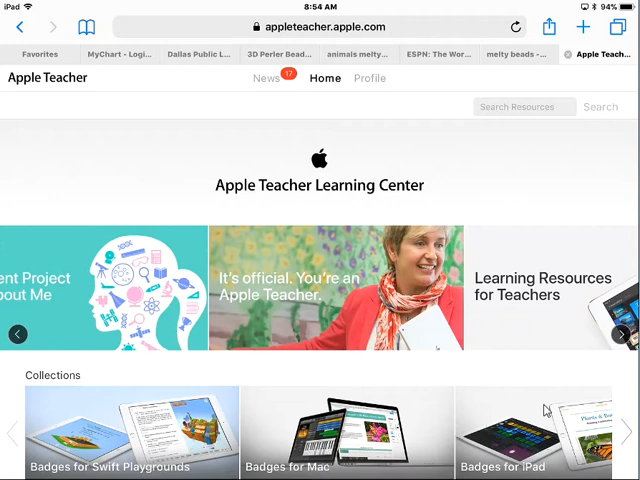 iPad 8:54 AM 94%
appleteacher.apple.com
Favorites MyChart - Logi... Dallas Public L... 3D Perler Bead... animals melty... ESPN: The Wor... melty beads -... Apple Teach...
Apple Teacher News 17 Home Profile
Search Resources Search
Apple Teacher Learning Center
ent Project
out Me
It's official. You're an
Apple Teacher.
Learning Resources
for Teachers
Collections
Badges for Swift Playgrounds Badges for Mac Badges for iPad